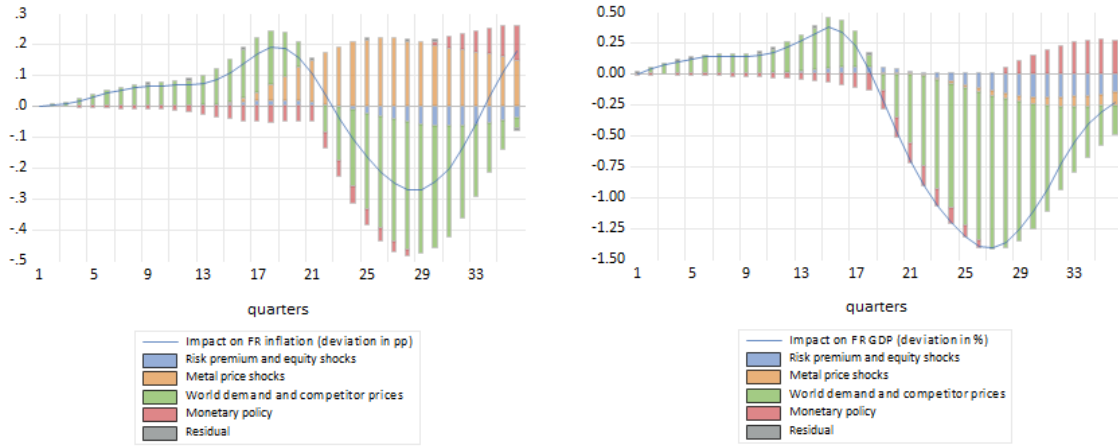 .3
.2
.1
.0
-.1
-.2
-.3
-.4
-.5
1 5 9 13 17 21 25 29 33
quarters
Impact on FR inflation (deviation in pp)
Risk premium and equity shocks
Metal price shocks
World demand and competitor prices
Monetary policy
Residual
0.50
0.25
0.00
-0.25
-0.50
-0.75
-1.00
-1.25
-1.50
1 5 9 13 17 21 25 29 33
quarters
Impact on FR GDP (deviation in %)
Risk premium and equity shocks
Metal price shocks
World demand and competitor prices
Monetary policy
Residual